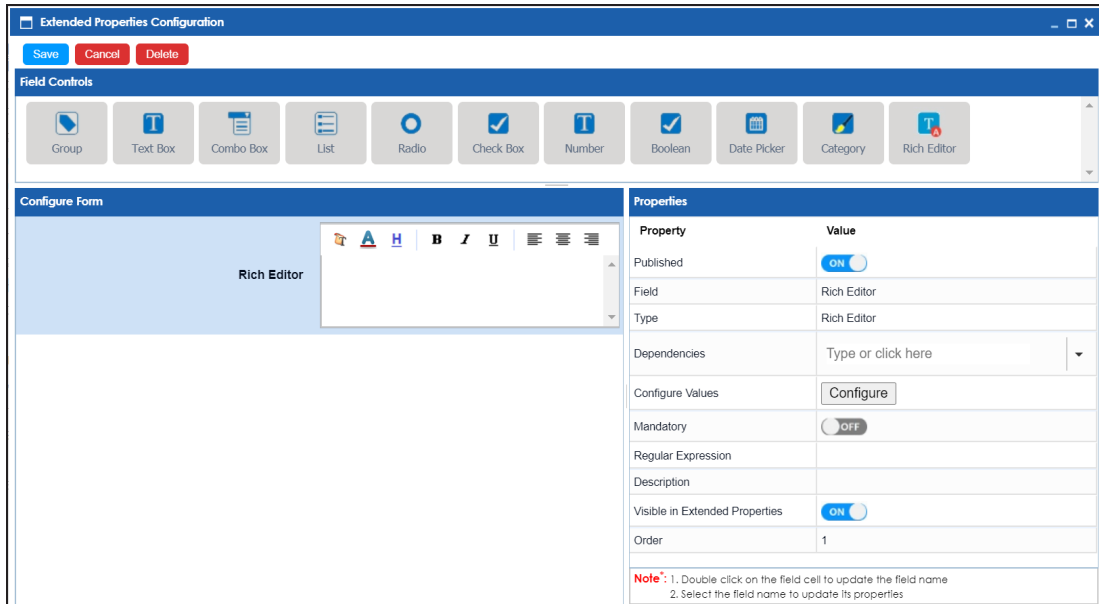 Extended Properties Configuration
Save Cancel Delete
Field Controls
Group Text Box Combo Box List Radio Check Box Number Boolean Date Picker Category Rich Editor
Configure Form
Rich Editor
A H B I U
Properties
Property Value
Published ON
Field Rich Editor
Type Rich Editor
Dependencies Type or click here
Configure Values Configure
Mandatory OFF
Regular Expression
Description
Visible in Extended Properties ON
Order 1
Note*: 1. Double click on the field cell to update the field name
2. Select the field name to update its properties